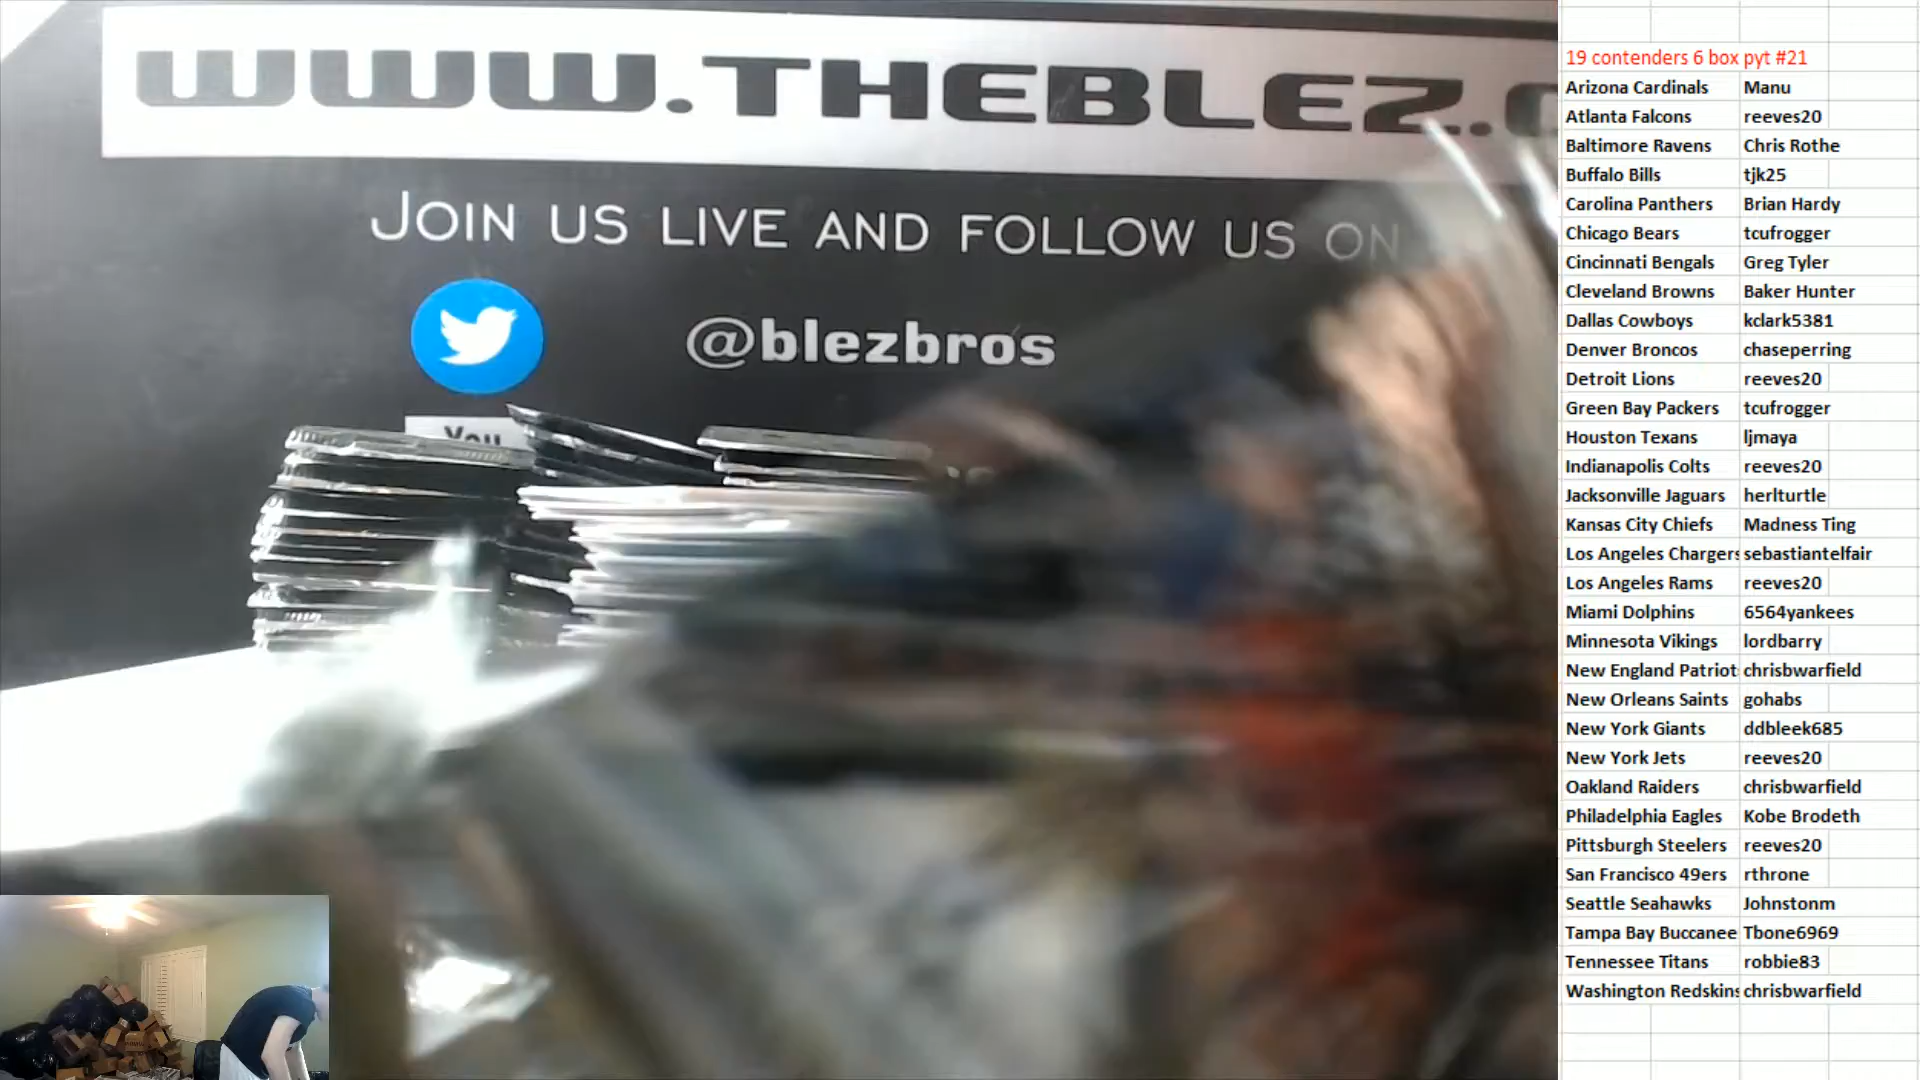 WWW.THEBLEZ.
JOIN US LIVE AND FOLLOW US ON
@blezbros
You
19 contenders 6 box pyt #21
Arizona Cardinals Manu
Atlanta Falcons reeves20
Baltimore Ravens Chris Rothe
Buffalo Bills tjk25
Carolina Panthers Brian Hardy
Chicago Bears tcufrogger
Cincinnati Bengals Greg Tyler
Cleveland Browns Baker Hunter
Dallas Cowboys kclark5381
Denver Broncos chaseperring
Detroit Lions reeves20
Green Bay Packers tcufrogger
Houston Texans ljmaya
Indianapolis Colts reeves20
Jacksonville Jaguars herlturtle
Kansas City Chiefs Madness Ting
Los Angeles Chargers sebastiantelfair
Los Angeles Rams reeves20
Miami Dolphins 6564yankees
Minnesota Vikings lordbarry
New England Patriot chrisbwarfield
New Orleans Saints gohabs
New York Giants ddbleek685
New York Jets reeves20
Oakland Raiders chrisbwarfield
Philadelphia Eagles Kobe Brodeth
Pittsburgh Steelers reeves20
San Francisco 49ers rthrone
Seattle Seahawks Johnstonm
Tampa Bay Buccanee Tbone6969
Tennessee Titans robbie83
Washington Redskins chrisbwarfield